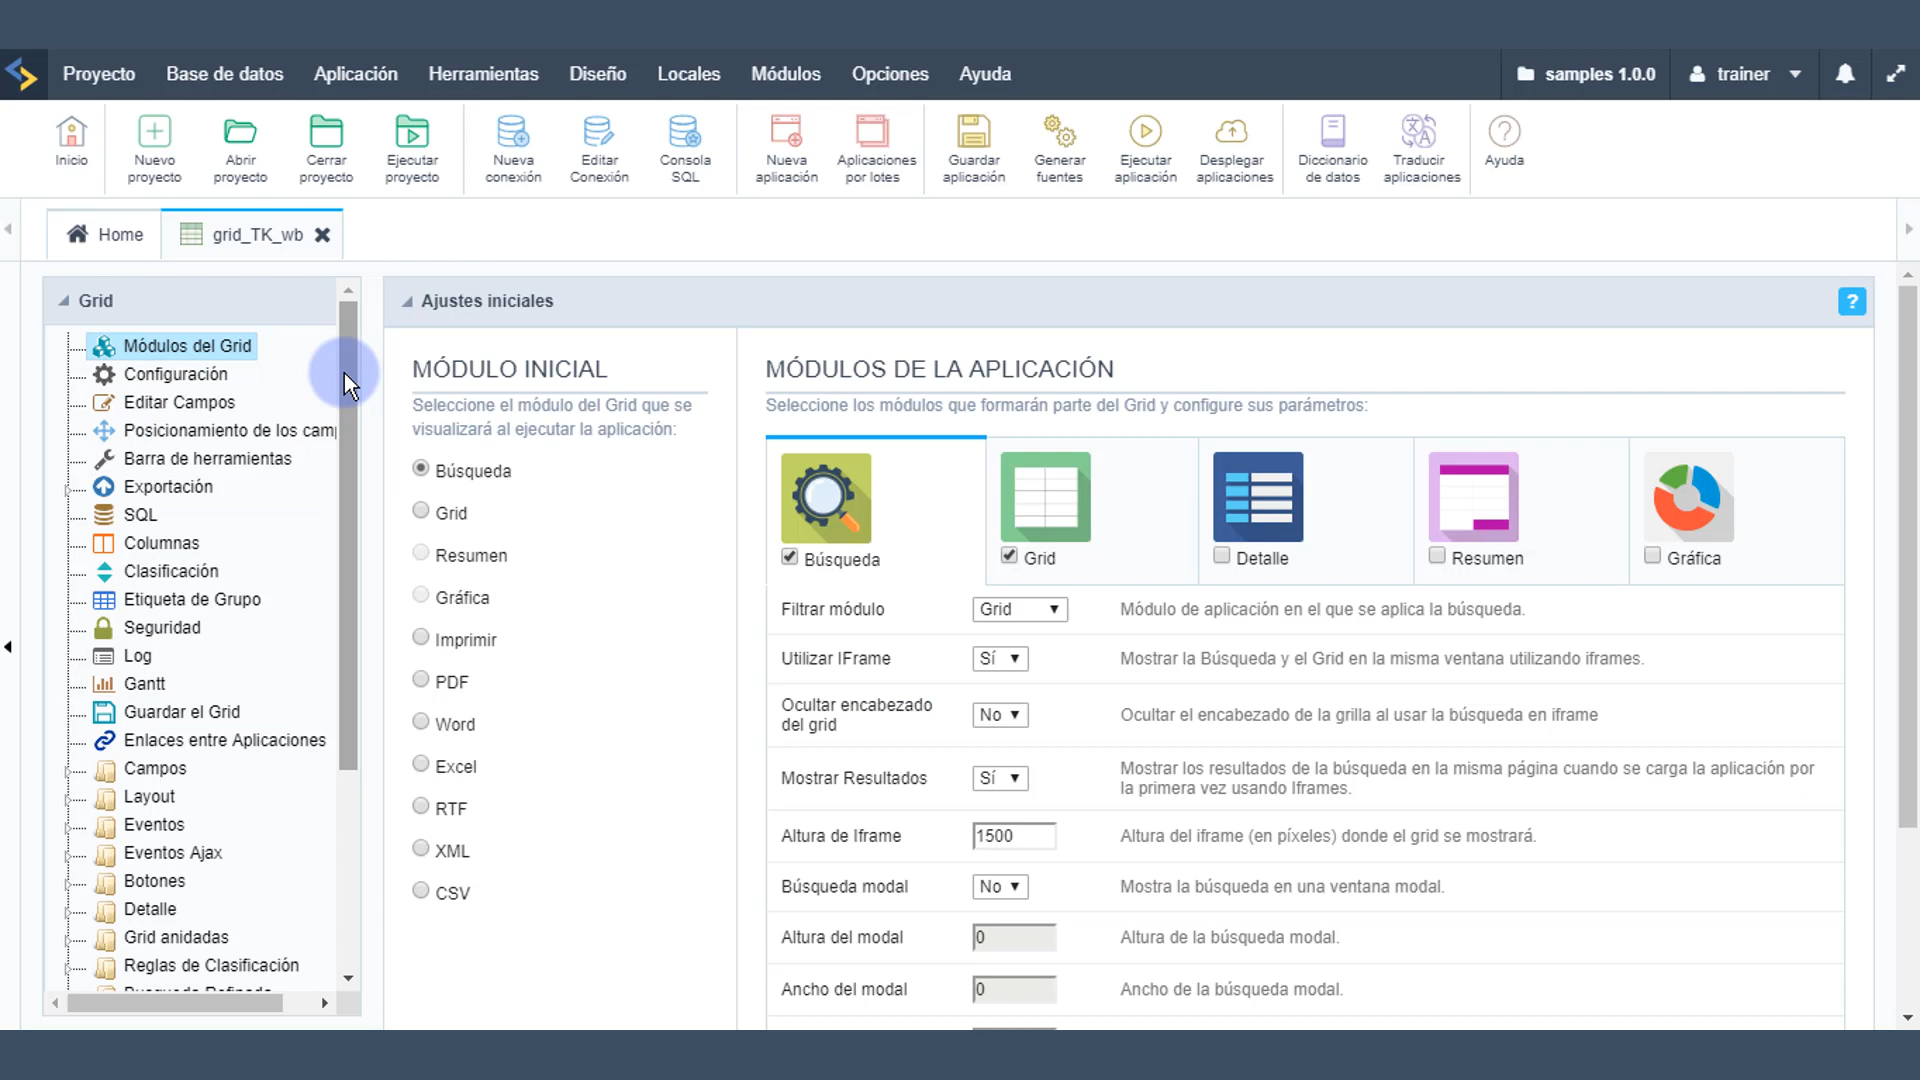 Proyecto Base de datos Aplicación Herramientas Diseño Locales Módulos Opciones Ayuda samples 1.0.0 trainer
Inicio
Nuevo proyecto
Abrir proyecto
Cerrar proyecto
Ejecutar proyecto
Nueva conexión
Editar Conexión
Consola SQL
Nueva aplicación
Aplicaciones por lotes
Guardar aplicación
Generar fuentes
Ejecutar aplicación
Desplegar aplicaciones
Diccionario de datos
Traducir aplicaciones
Ayuda
Home
grid_TK_wb
Grid
Módulos del Grid
Configuración
Editar Campos
Posicionamiento de los
Barra de herramientas
Exportación
SQL
Columnas
Clasificación
Etiqueta de Grupo
Seguridad
Log
Gantt
Guardar el Grid
Enlaces entre Aplicaciones
Campos
Layout
Eventos
Eventos Ajax
Botones
Detalle
Grid anidadas
Reglas de Clasificación
Ajustes iniciales
?
MÓDULO INICIAL
Seleccione el módulo del Grid que se
visualizará al ejecutar la aplicación:
Búsqueda
Grid
Resumen
Gráfica
Imprimir
PDF
Word
Excel
RTF
XML
CSV
MÓDULOS DE LA APLICACIÓN
Seleccione los módulos que formarán parte del Grid y configure sus parámetros:
Búsqueda
Grid
Detalle
Resumen
Gráfica
Filtrar módulo Grid Módulo de aplicación en el que se aplica la búsqueda.
Utilizar IFrame Sí Mostrar la Búsqueda y el Grid en la misma ventana utilizando iframes.
Ocultar encabezado
del grid
No Ocultar el encabezado de la grilla al usar la búsqueda en iframe
Mostrar Resultados Sí Mostrar los resultados de la búsqueda en la misma página cuando se carga la aplicación por
la primera vez usando Iframes.
Altura de Iframe 1500 Altura del iframe (en píxeles) donde el grid se mostrará.
Búsqueda modal No Mostra la búsqueda en una ventana modal.
Altura del modal 0 Altura de la búsqueda modal.
Ancho del modal 0 Ancho de la búsqueda modal.